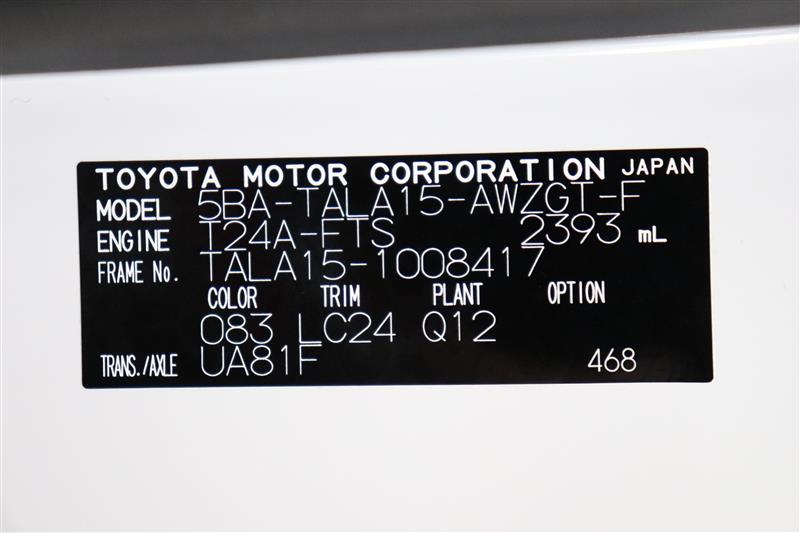 TOYOTA MOTOR CORPORATION JAPAN
MODEL 5BA-TALA15-AWZGT-F
ENGINE T24A-FTS 2393 mL
FRAME No. TALA15-1008417
COLOR TRIM PLANT OPTION
083 LC24 Q12
TRANS./AXLE UA81F 468